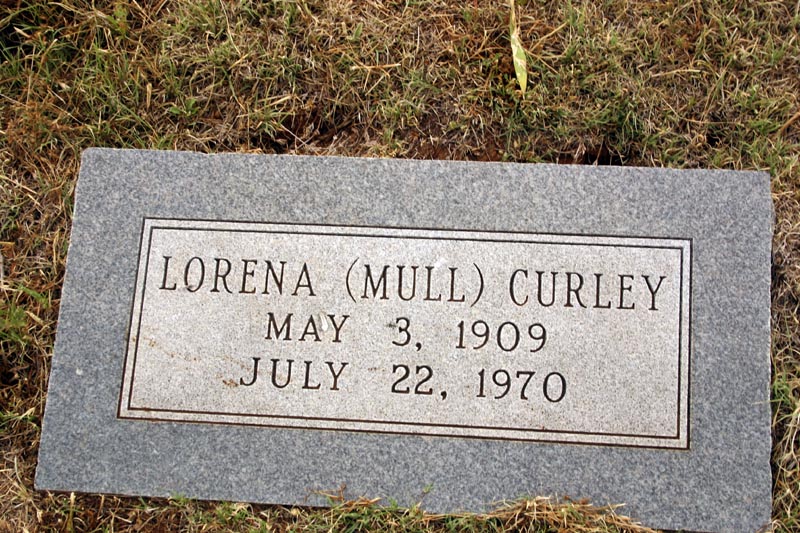 LORENA (MULL) CURLEY
MAY 3, 1909
JULY 22, 1970